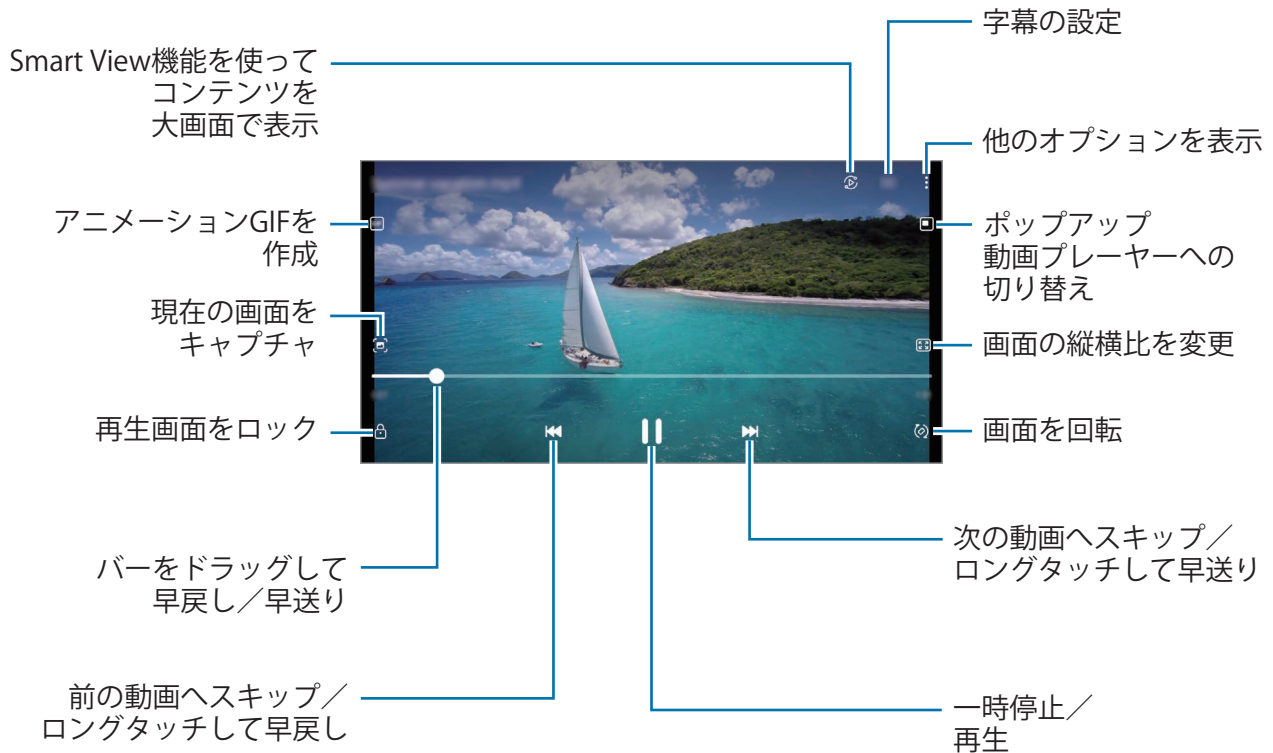 字幕の設定
Smart View機能を使って
コンテンツを
大画面で表示
他のオプションを表示
アニメーションGIFを
作成
ポップアップ
動画プレーヤーへの
切り替え
現在の画面を
キャプチャ
画面の縦横比を変更
再生画面をロック
画面を回転
次の動画へスキップ／
ロングタッチして早送り
バーをドラッグして
早戻し／早送り
前の動画へスキップ／
ロングタッチして早戻し
一時停止／
再生